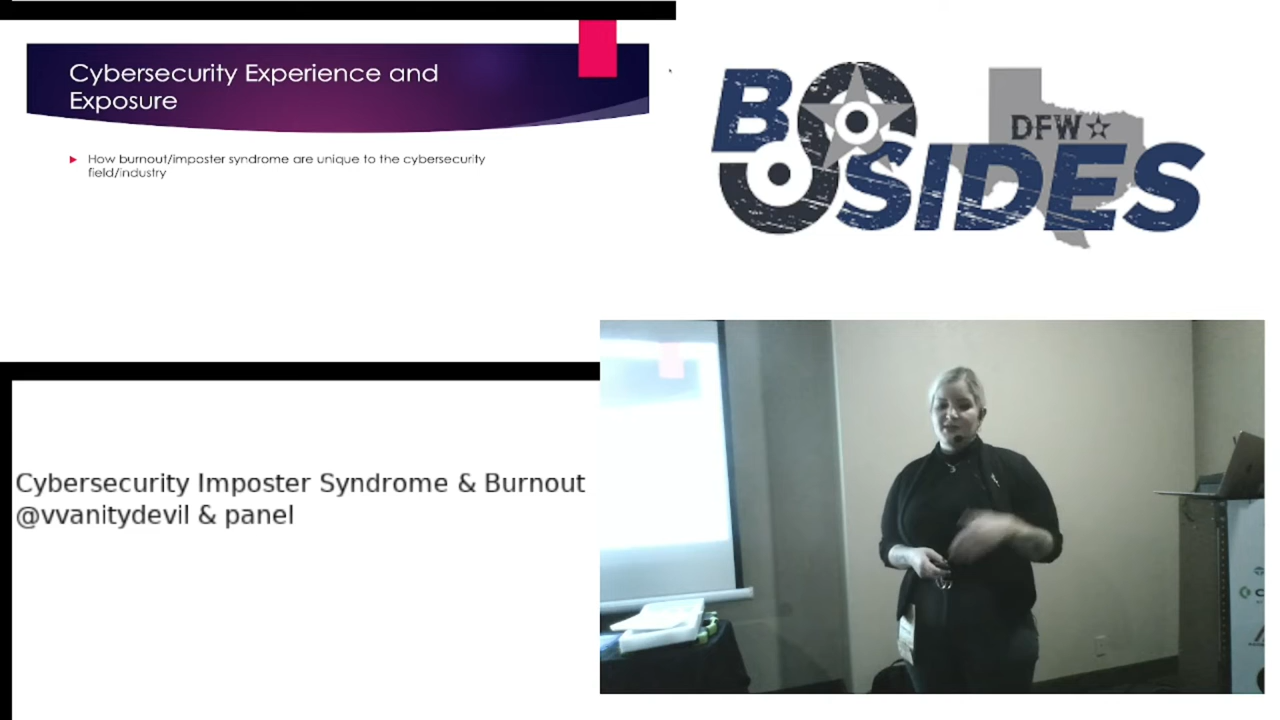 Cybersecurity Experience and
Exposure
How burnout/imposter syndrome are unique to the cybersecurity
field/industry
BSIDES
DFW
Cybersecurity Imposter Syndrome & Burnout
@vvanitydevil & panel